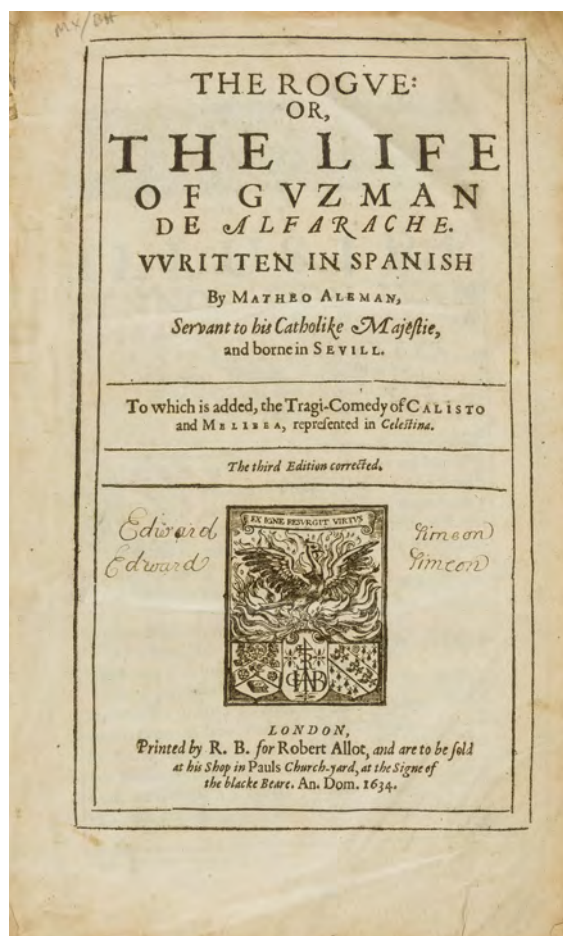 MX/BH
THE ROGVE:
OR,
THE LIFE
OF GVZMAN
DE ALFARACHE.
VVRITTEN IN SPANISH
By MATHEO ALEMAN,
Servant to his Catholike Majeſtie,
and borne in SEVILL.
To which is added, the Tragi-Comedy of CALISTO
and MELIBEA, repreſented in Celeſtina.
The third Edition corrected.
EX IGNE RESVRGIT VIRTVS
Edward Simeon
Edward Simeon
LONDON,
Printed by R. B. for Robert Allot, and are to be ſold
at his Shop in Pauls Church-yard, at the Signe of
the blacke Beare. An. Dom. 1634.